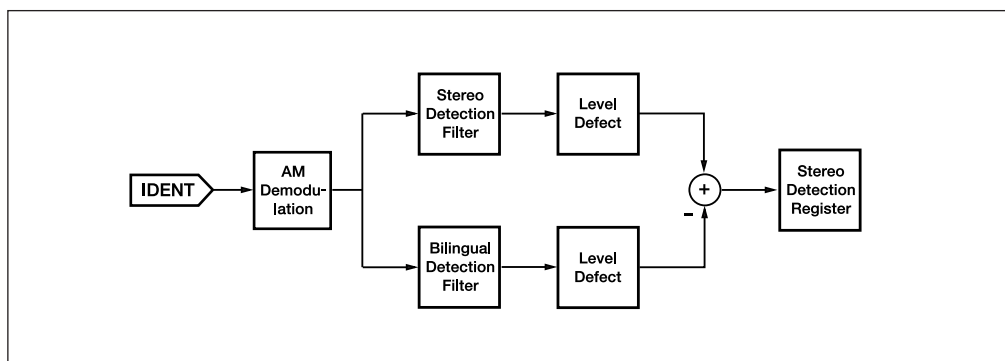 Stereo
Detection
Filter
Level
Defect
IDENT
AM
Demodu-
lation
+
−
Stereo
Detection
Register
Bilingual
Detection
Filter
Level
Defect